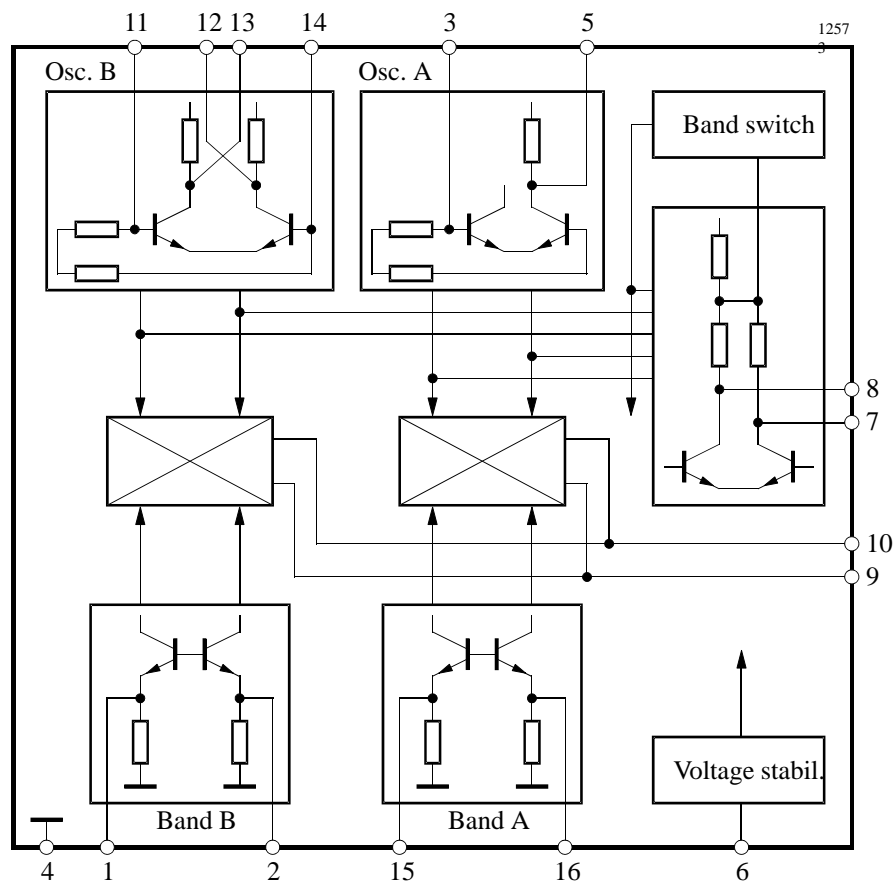 11 12 13 14 3 5
1257
3
Osc. B Osc. A
Band switch
8
7
10
9
Voltage stabil.
Band B Band A
4 1 2 15 16 6